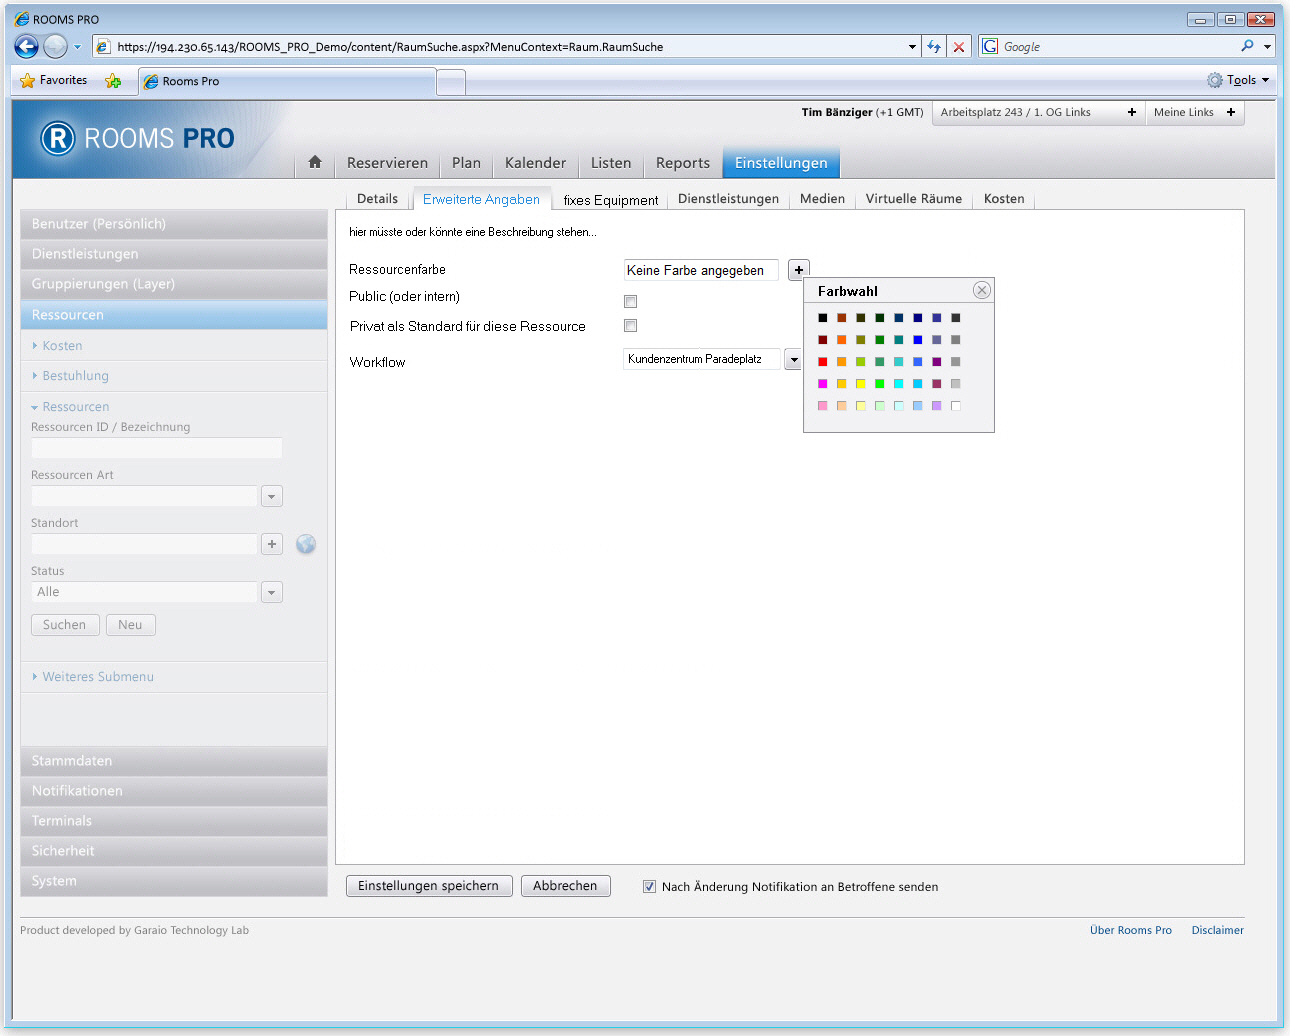 ROOMS PRO
https://194.230.65.143/ROOMS_PRO_Demo/content/RaumSuche.aspx?MenuContext=Raum.RaumSuche
G Google
Favorites
Rooms Pro
Tools
Tim Bänziger (+1 GMT)
Arbeitsplatz 243 / 1. OG Links +
Meine Links +
R ROOMS PRO
Reservieren
Plan
Kalender
Listen
Reports
Einstellungen
Details
Erweiterte Angaben
fixes Equipment
Dienstleistungen
Medien
Virtuelle Räume
Kosten
Benutzer (Persönlich)
Dienstleistungen
Gruppierungen (Layer)
Ressourcen
Kosten
Bestuhlung
Ressourcen
Ressourcen ID / Bezeichnung
Ressourcen Art
Standort
+
Status
Alle
Suchen
Neu
Weiteres Submenu
Stammdaten
Notifikationen
Terminals
Sicherheit
System
hier müsste oder könnte eine Beschreibung stehen...
Ressourcenfarbe
Keine Farbe angegeben
+
Public (oder intern)
Privat als Standard für diese Ressource
Workflow
Kundenzentrum Paradeplatz
Farbwahl
Einstellungen speichern
Abbrechen
Nach Änderung Notifikation an Betroffene senden
Product developed by Garaio Technology Lab
Über Rooms Pro
Disclaimer